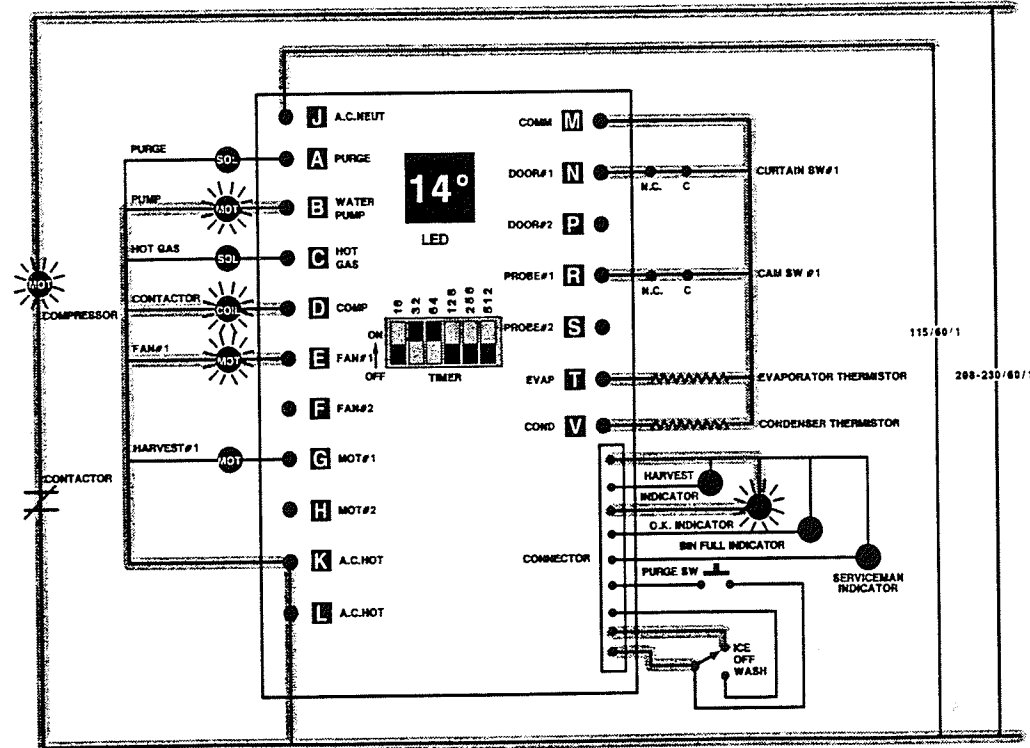 J A.C.NEUT
PURGE
SOL
A PURGE
PUMP
MOT
B WATER PUMP
HOT GAS
SOL
C HOT GAS
MOT
COMPRESSOR
CONTACTOR
COIL
D COMP
FAN#1
MOT
E FAN#1
F FAN#2
HARVEST#1
MOT
G MOT#1
CONTACTOR
H MOT#2
K A.C.HOT
L A.C.HOT
14°
LED
16 32 64 128 256 512
ON
OFF
TIMER
COMM M
DOOR#1 N
N.C. C
CURTAIN SW#1
DOOR#2 P
PROBE#1 R
N.C. C
CAM SW #1
PROBE#2 S
EVAP T
EVAPORATOR THERMISTOR
COND V
CONDENSER THERMISTOR
115/60/1
208-230/60/1
HARVEST
INDICATOR
O.K. INDICATOR
BIN FULL INDICATOR
CONNECTOR
SERVICEMAN
INDICATOR
PURGE SW
ICE
OFF
WASH